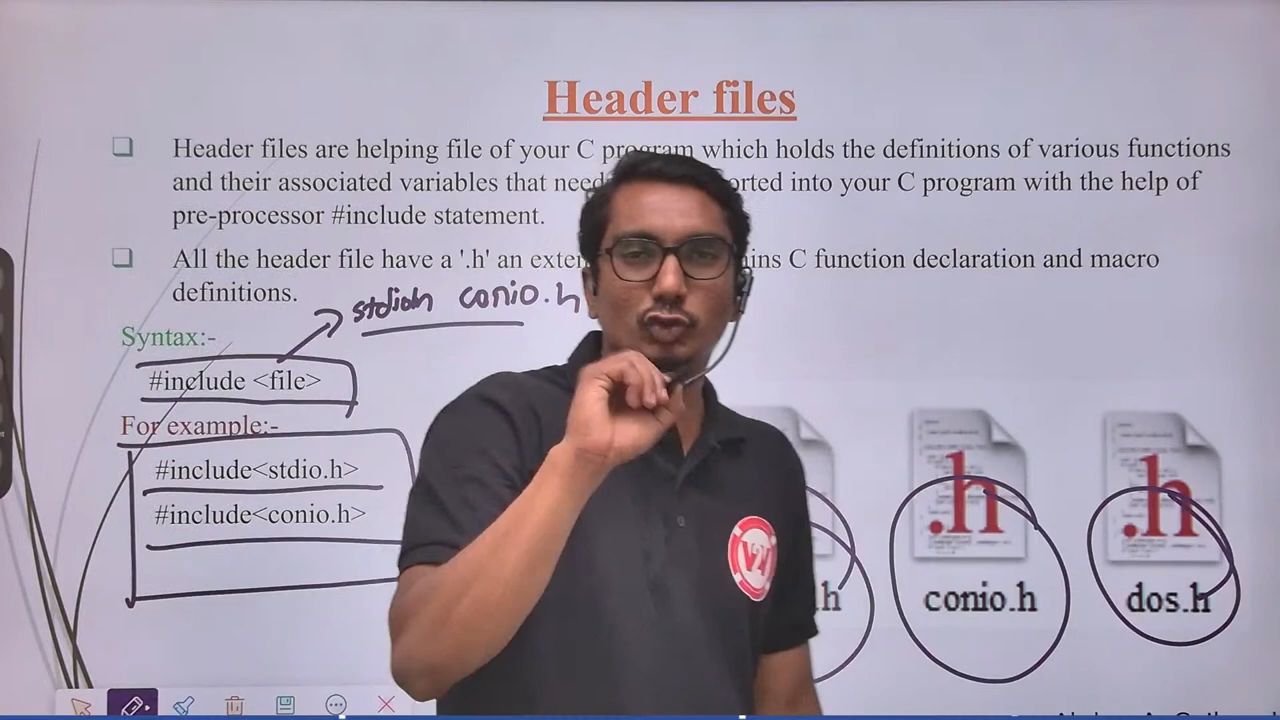 Header files
Header files are helping file of your C program which holds the definitions of various functions
and their associated variables that need orted into your C program with the help of
pre-processor #include statement.
All the header file have a '.h' an exten ins C function declaration and macro
definitions.
stdioh conio.h
Syntax:-
#include <file>
For example:-
#include<stdio.h>
#include<conio.h>
.h .h
.h conio.h dos.h
V2V